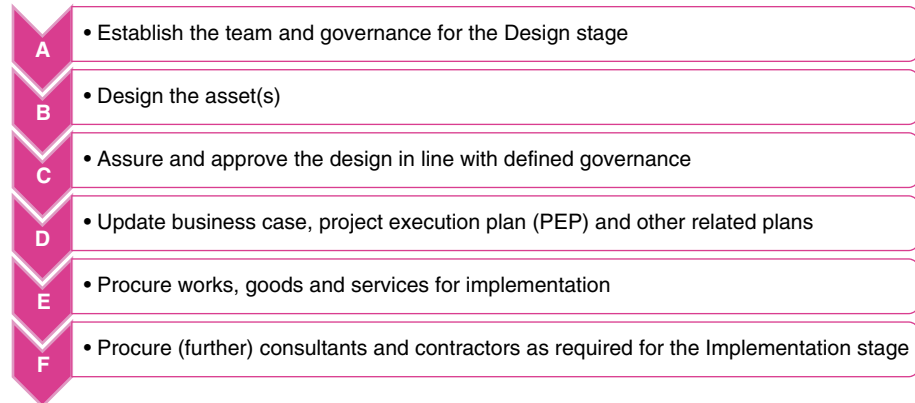 A
• Establish the team and governance for the Design stage
B
• Design the asset(s)
C
• Assure and approve the design in line with defined governance
D
• Update business case, project execution plan (PEP) and other related plans
E
• Procure works, goods and services for implementation
F
• Procure (further) consultants and contractors as required for the Implementation stage